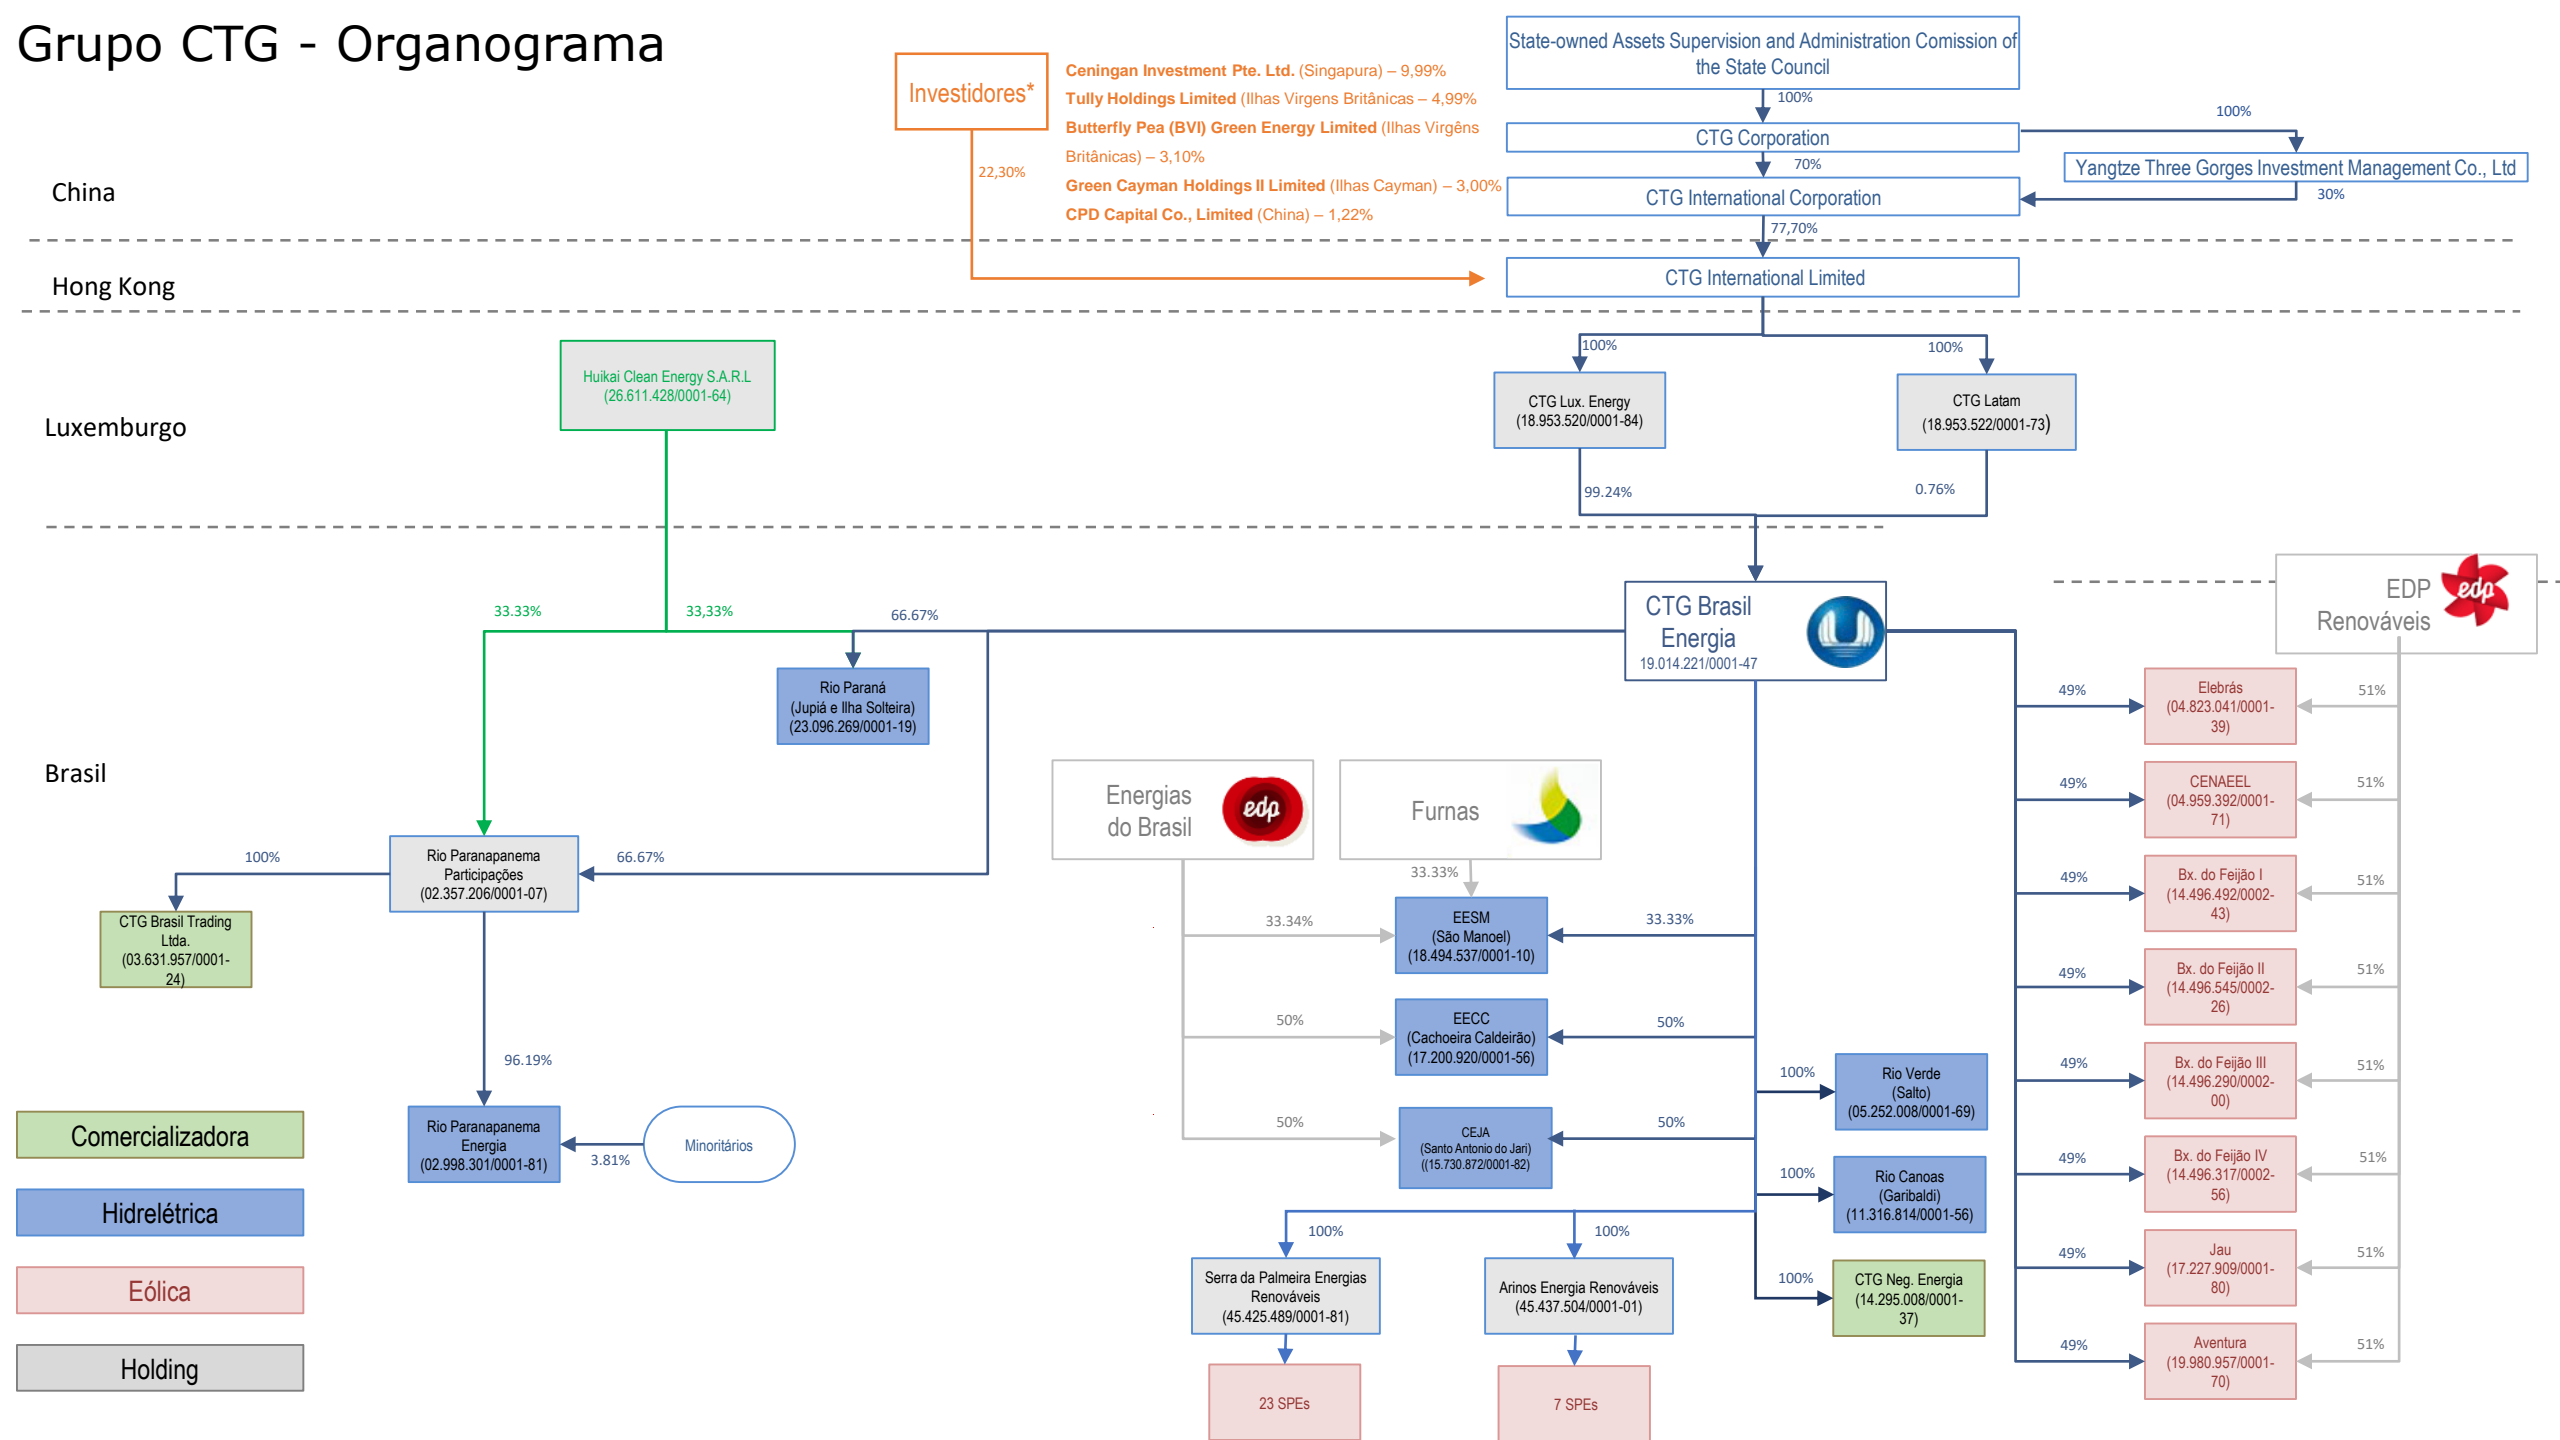 Grupo CTG - Organograma
State-owned Assets Supervision and Administration Comission of
the State Council
Investidores*
Ceningan Investment Pte. Ltd. (Singapura) – 9,99%
Tully Holdings Limited (Ilhas Virgens Britânicas – 4,99%
Butterfly Pea (BVI) Green Energy Limited (Ilhas Virgêns
Britânicas) – 3,10%
Green Cayman Holdings II Limited (Ilhas Cayman) – 3,00%
CPD Capital Co., Limited (China) – 1,22%
22,30%
100%
CTG Corporation
100%
70%
Yangtze Three Gorges Investment Management Co., Ltd
30%
CTG International Corporation
China
77,70%
Hong Kong
CTG International Limited
100%
100%
Huikai Clean Energy S.A.R.L
(26.611.428/0001-64)
CTG Lux. Energy
(18.953.520/0001-84)
CTG Latam
(18.953.522/0001-73)
Luxemburgo
99.24%
0.76%
33.33%
33,33%
66.67%
CTG Brasil
Energia
19.014.221/0001-47
EDP
Renováveis
edp
Rio Paraná
(Jupiá e Ilha Solteira)
(23.096.269/0001-19)
49%
Elebrás
(04.823.041/0001-
39)
51%
Brasil
Energias
do Brasil
edp
Furnas
49%
CENAEEL
(04.959.392/0001-
71)
51%
100%
Rio Paranapanema
Participações
(02.357.206/0001-07)
66.67%
33.33%
49%
Bx. do Feijão I
(14.496.492/0002-
43)
51%
CTG Brasil Trading
Ltda.
(03.631.957/0001-
24)
33.34%
EESM
(São Manoel)
(18.494.537/0001-10)
33.33%
49%
Bx. do Feijão II
(14.496.545/0002-
26)
51%
50%
EECC
(Cachoeira Caldeirão)
(17.200.920/0001-56)
50%
96.19%
100%
Rio Verde
(Salto)
(05.252.008/0001-69)
49%
Bx. do Feijão III
(14.496.290/0002-
00)
51%
Comercializadora
Rio Paranapanema
Energia
(02.998.301/0001-81)
3.81%
Minoritários
50%
CEJA
(Santo Antonio do Jari)
((15.730.872/0001-82)
50%
100%
Rio Canoas
(Garibaldi)
(11.316.814/0001-56)
49%
Bx. do Feijão IV
(14.496.317/0002-
56)
51%
Hidrelétrica
100%
100%
Serra da Palmeira Energias
Renováveis
(45.425.489/0001-81)
Arinos Energia Renováveis
(45.437.504/0001-01)
100%
CTG Neg. Energia
(14.295.008/0001-
37)
49%
Jau
(17.227.909/0001-
80)
51%
Eólica
Holding
23 SPEs
7 SPEs
49%
Aventura
(19.980.957/0001-
70)
51%